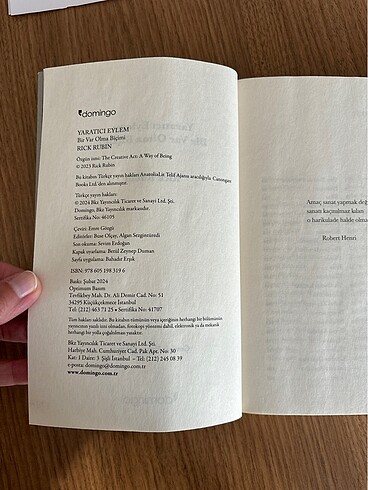 domingo
YARATICI EYLEM
Bir Var Olma Biçimi
RICK RUBIN
Özgün ismi: The Creative Act: A Way of Being
© 2023 Rick Rubin
Bu kitabın Türkçe yayın hakları AnatoliaLit Telif Ajansı aracılığıyla Canongate
Books Ltd.'den alınmıştır.
Türkçe yayın hakları:
© 2024 Bkz Yayıncılık Ticaret ve Sanayi Ltd. Şti.
Domingo, Bkz Yayıncılık markasıdır.
Sertifika No: 46105
Çeviri: Emre Gözgü
Editörler: Buse Olçay, Algan Sezgintüredi
Son okuma: Sevim Erdoğan
Kapak uyarlama: Betül Zeynep Duman
Sayfa uygulama: Bahadır Erşık
ISBN: 978 605 198 319 6
Baskı: Şubat 2024
Optimum Basım
Tevfikbey Mah. Dr. Ali Demir Cad. No: 51
34295 Küçükçekmece İstanbul
Tel: (212) 463 71 25 • Sertifika No: 41707
Tüm hakları saklıdır. Bu kitabın tümünün veya içeriğinin herhangi bir bölümünün
yayıncının yazılı izni olmadan, fotokopi yöntemi dahil, elektronik ya da mekanik
herhangi bir yolla çoğaltılması yasaktır.
Bkz Yayıncılık Ticaret ve Sanayi Ltd. Şti.
Harbiye Mah. Cumhuriyet Cad. Pak Apt. No: 30
Kat: 1 Daire: 3 Şişli İstanbul – Tel: (212) 245 08 39
e-posta: domingo@domingo.com.tr
www.domingo.com.tr
Amaç sanat yapmak değ
sanatı kaçınılmaz kılan
o harikulade halde olma
Robert Henri